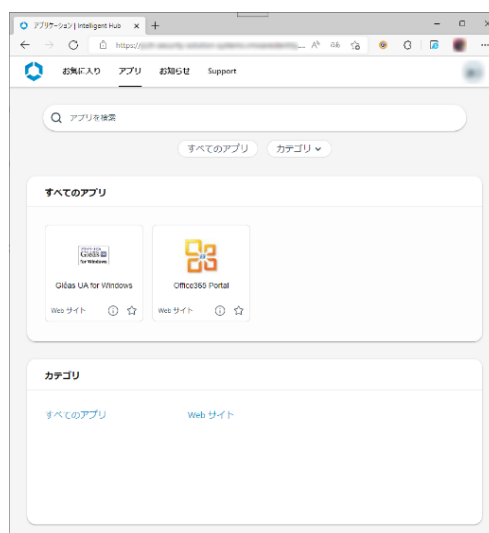 アプリケーション | Intelligent Hub
https://
お気に入り アプリ お知らせ Support
アプリを検索
すべてのアプリ カテゴリ
すべてのアプリ
Gléas
for Windows
Gléas UA for Windows Office365 Portal
Web サイト Web サイト
カテゴリ
すべてのアプリ Web サイト